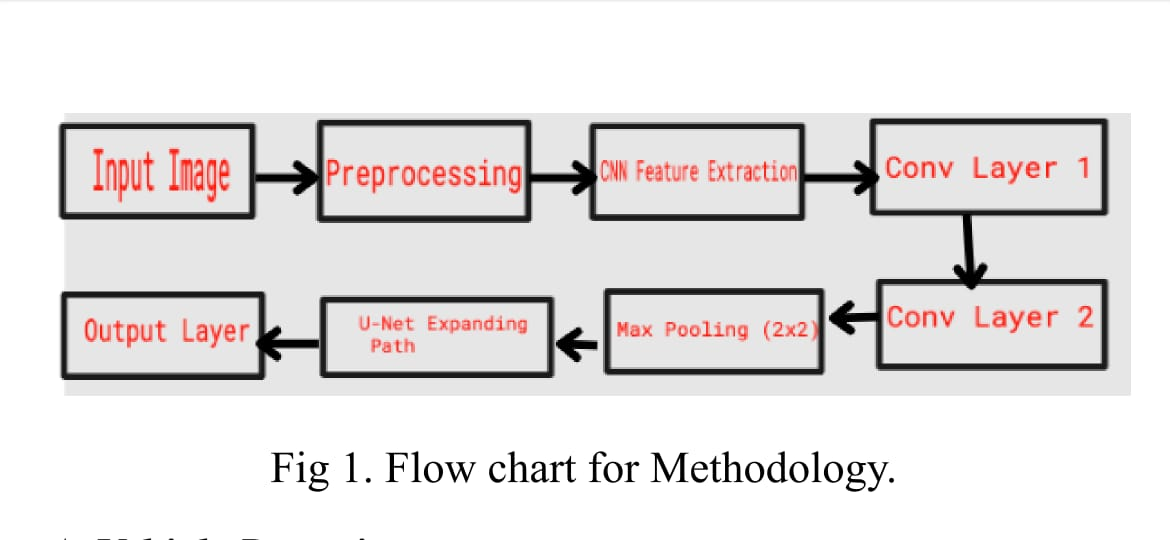 Input Image
Preprocessing
CNN Feature Extraction
Conv Layer 1
Conv Layer 2
Max Pooling (2x2)
U-Net Expanding
Path
Output Layer
Fig 1. Flow chart for Methodology.